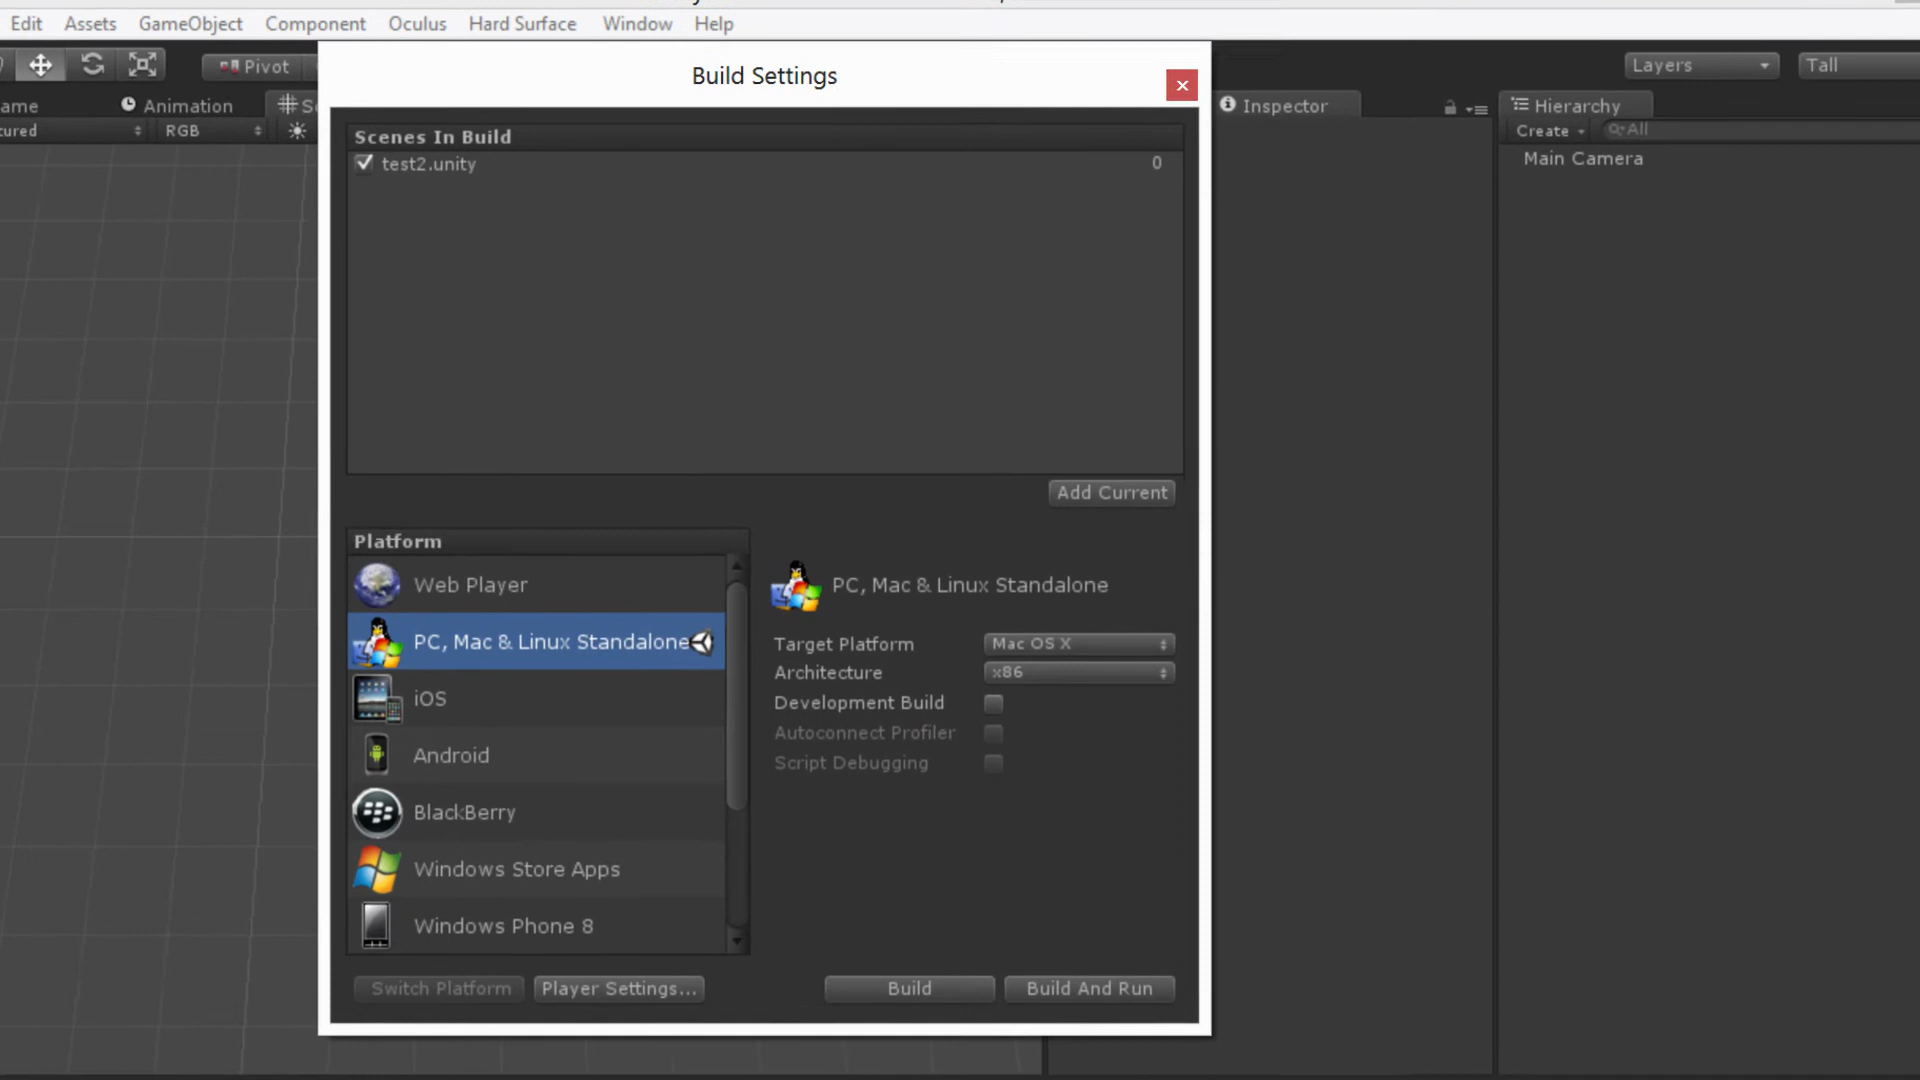 Edit Assets GameObject Component Oculus Hard Surface Window Help
Pivot
Layers
Tall
Build Settings
ame
Animation
Inspector
Hierarchy
tured
RGB
Create
All
Main Camera
Scenes In Build
test2.unity 0
Add Current
Platform
Web Player
PC, Mac & Linux Standalone
iOS
Android
BlackBerry
Windows Store Apps
Windows Phone 8
PC, Mac & Linux Standalone
Target Platform Mac OS X
Architecture x86
Development Build
Autoconnect Profiler
Script Debugging
Switch Platform
Player Settings...
Build
Build And Run